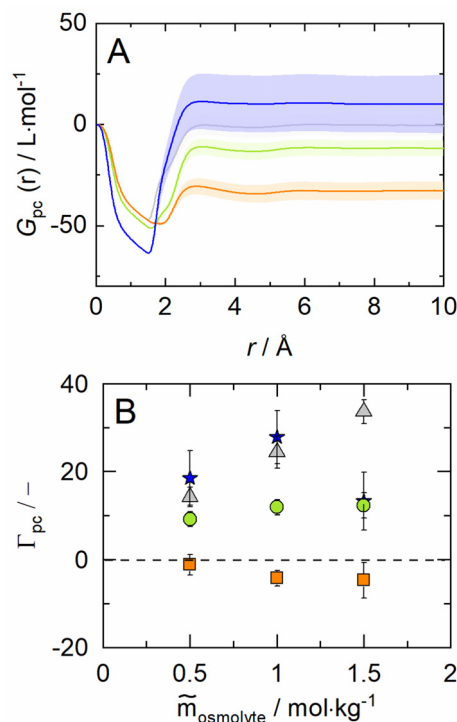 A
50
0
-50
G_pc (r) / L·mol⁻¹
0 2 4 6 8 10
r / Å
B
40
20
0
-20
Γ_pc / –
0 0.5 1 1.5 2
m̃_osmolyte / mol·kg⁻¹